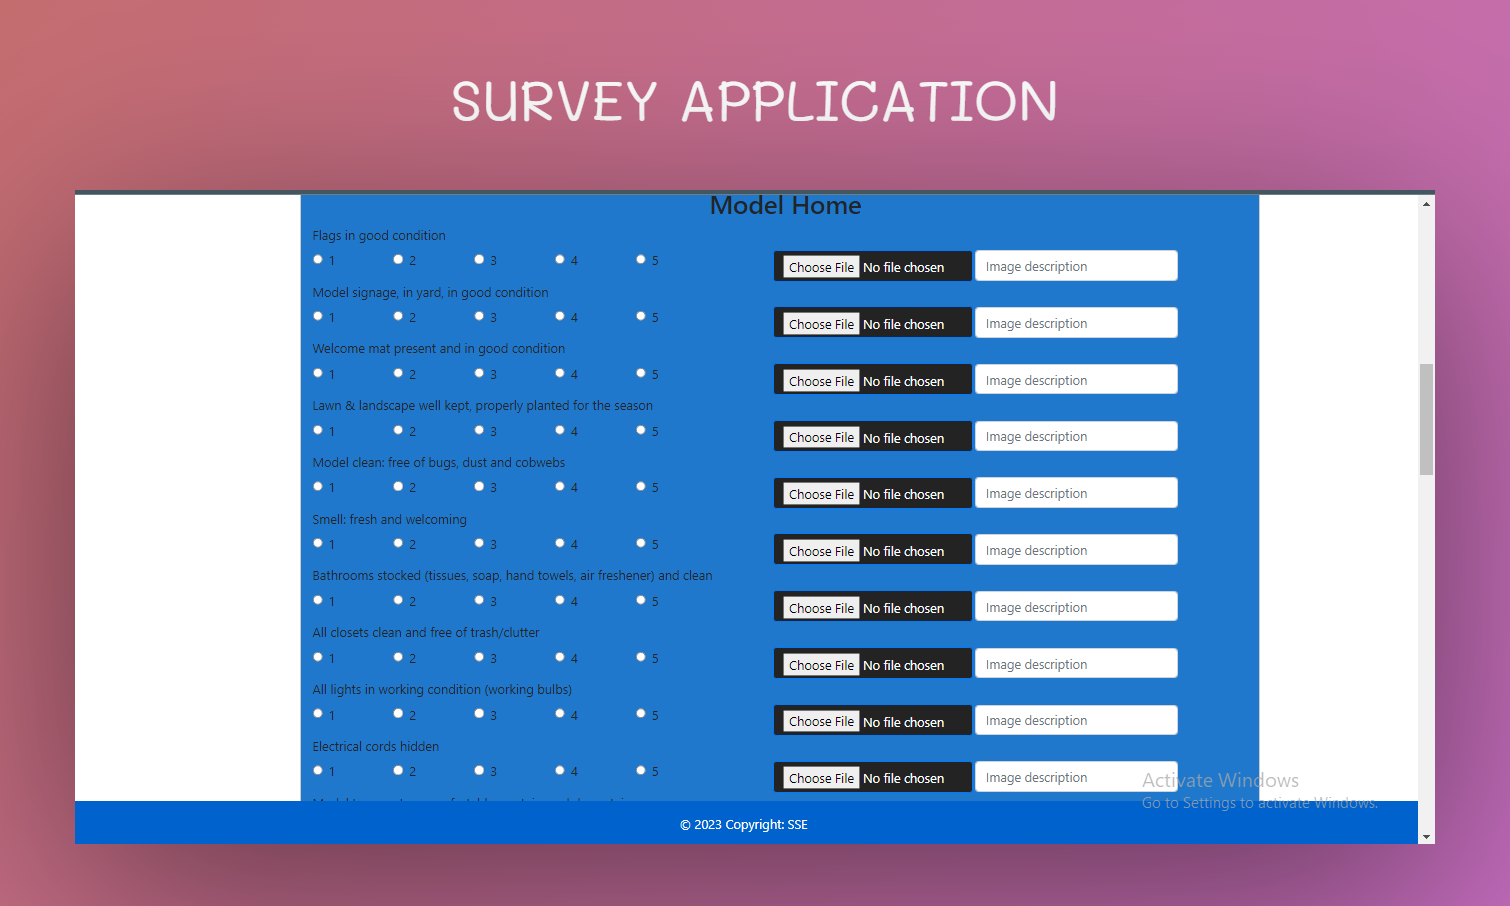 SURVEY APPLICATION
Model Home
Flags in good condition
1 2 3 4 5 Choose File No file chosen Image description
Model signage, in yard, in good condition
1 2 3 4 5 Choose File No file chosen Image description
Welcome mat present and in good condition
1 2 3 4 5 Choose File No file chosen Image description
Lawn & landscape well kept, properly planted for the season
1 2 3 4 5 Choose File No file chosen Image description
Model clean: free of bugs, dust and cobwebs
1 2 3 4 5 Choose File No file chosen Image description
Smell: fresh and welcoming
1 2 3 4 5 Choose File No file chosen Image description
Bathrooms stocked (tissues, soap, hand towels, air freshener) and clean
1 2 3 4 5 Choose File No file chosen Image description
All closets clean and free of trash/clutter
1 2 3 4 5 Choose File No file chosen Image description
All lights in working condition (working bulbs)
1 2 3 4 5 Choose File No file chosen Image description
Electrical cords hidden
1 2 3 4 5 Choose File No file chosen Image description
Activate Windows
Go to Settings to activate Windows.
© 2023 Copyright: SSE